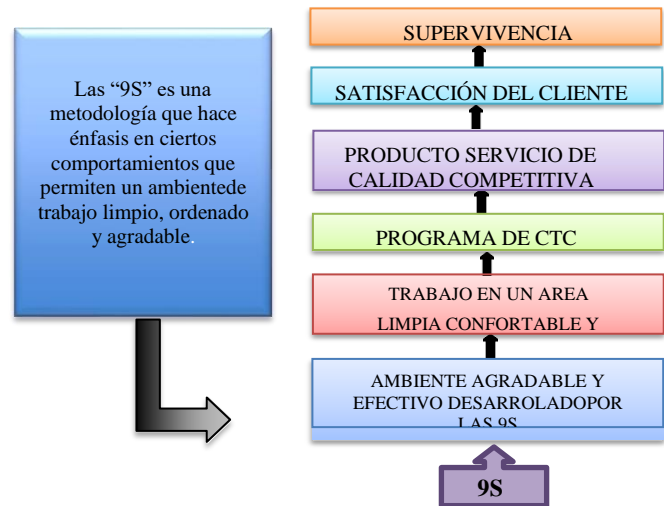 Las “9S” es una
metodología que hace
énfasis en ciertos
comportamientos que
permiten un ambientede
trabajo limpio, ordenado
y agradable.
SUPERVIVENCIA
SATISFACCIÓN DEL CLIENTE
PRODUCTO SERVICIO DE
CALIDAD COMPETITIVA
PROGRAMA DE CTC
TRABAJO EN UN AREA
LIMPIA CONFORTABLE Y
AMBIENTE AGRADABLE Y
EFECTIVO DESARROLADOPOR
LAS 9S
9S